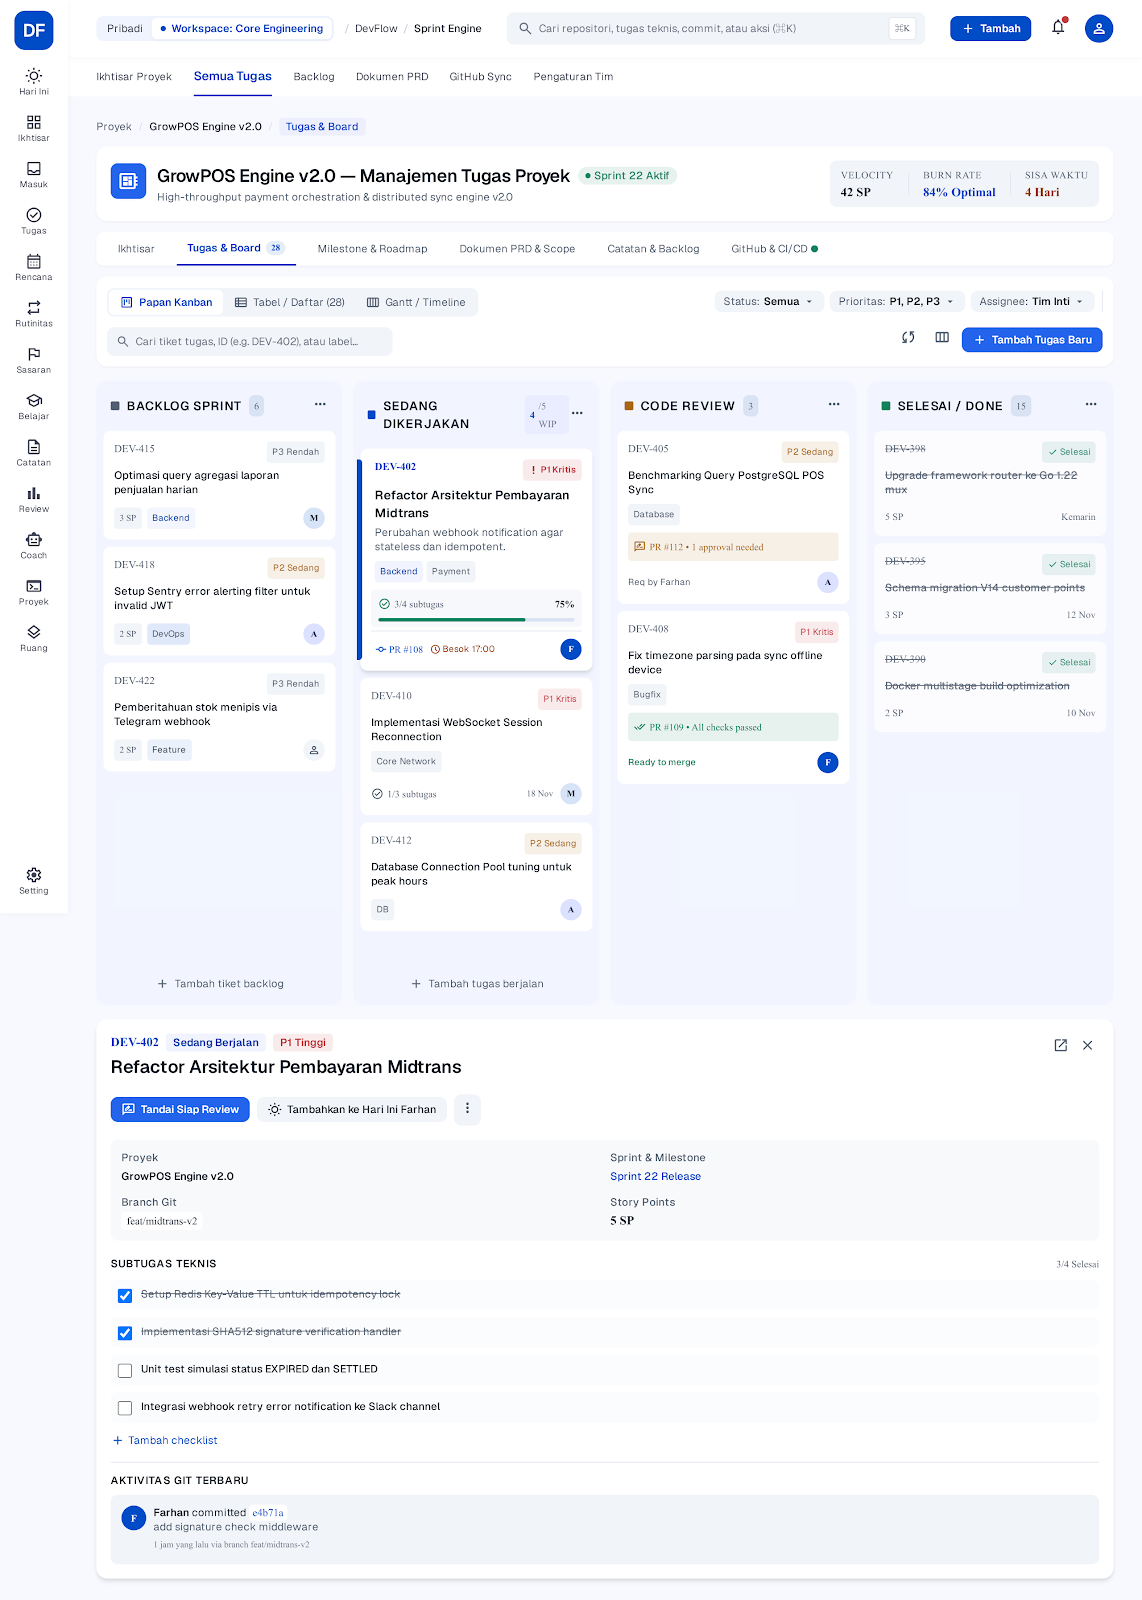 DF
Pribadi
Workspace: Core Engineering
/ DevFlow / Sprint Engine
Cari repositori, tugas teknis, commit, atau aksi (⌘K)
⌘K
+ Tambah
Hari Ini
Ikhtisar
Masuk
Tugas
Rencana
Rutinitas
Sasaran
Belajar
Catatan
Review
Coach
Proyek
Ruang
Setting
Ikhtisar Proyek
Semua Tugas
Backlog
Dokumen PRD
GitHub Sync
Pengaturan Tim
Proyek / GrowPOS Engine v2.0 / Tugas & Board
GrowPOS Engine v2.0 — Manajemen Tugas Proyek
Sprint 22 Aktif
High-throughput payment orchestration & distributed sync engine v2.0
VELOCITY
42 SP
BURN RATE
84% Optimal
SISA WAKTU
4 Hari
Ikhtisar
Tugas & Board 28
Milestone & Roadmap
Dokumen PRD & Scope
Catatan & Backlog
GitHub & CI/CD
Papan Kanban
Tabel / Daftar (28)
Gantt / Timeline
Status: Semua
Prioritas: P1, P2, P3
Assignee: Tim Inti
Cari tiket tugas, ID (e.g. DEV-402), atau label...
+ Tambah Tugas Baru
BACKLOG SPRINT 6
DEV-415
P3 Rendah
Optimasi query agregasi laporan
penjualan harian
3 SP
Backend
M
DEV-418
P2 Sedang
Setup Sentry error alerting filter untuk
invalid JWT
2 SP
DevOps
A
DEV-422
P3 Rendah
Pemberitahuan stok menipis via
Telegram webhook
2 SP
Feature
+ Tambah tiket backlog
SEDANG
DIKERJAKAN
4 /5
WIP
DEV-402
! P1 Kritis
Refactor Arsitektur Pembayaran
Midtrans
Perubahan webhook notification agar
stateless dan idempotent.
Backend
Payment
3/4 subtugas
75%
PR #108
Besok 17:00
F
DEV-410
P1 Kritis
Implementasi WebSocket Session
Reconnection
Core Network
1/3 subtugas
18 Nov
M
DEV-412
P2 Sedang
Database Connection Pool tuning untuk
peak hours
DB
A
+ Tambah tugas berjalan
CODE REVIEW 3
DEV-405
P2 Sedang
Benchmarking Query PostgreSQL POS
Sync
Database
PR #112 • 1 approval needed
Req by Farhan
A
DEV-408
P1 Kritis
Fix timezone parsing pada sync offline
device
Bugfix
PR #109 • All checks passed
Ready to merge
F
SELESAI / DONE 15
DEV-398
Selesai
Upgrade framework router ke Go 1.22
mux
5 SP
Kemarin
DEV-395
Selesai
Schema migration V14 customer points
3 SP
12 Nov
DEV-390
Selesai
Docker multistage build optimization
2 SP
10 Nov
DEV-402
Sedang Berjalan
P1 Tinggi
Refactor Arsitektur Pembayaran Midtrans
Tandai Siap Review
Tambahkan ke Hari Ini Farhan
Proyek
GrowPOS Engine v2.0
Sprint & Milestone
Sprint 22 Release
Branch Git
feat/midtrans-v2
Story Points
5 SP
SUBTUGAS TEKNIS
3/4 Selesai
Setup Redis Key-Value TTL untuk idempotency lock
Implementasi SHA512 signature verification handler
Unit test simulasi status EXPIRED dan SETTLED
Integrasi webhook retry error notification ke Slack channel
+ Tambah checklist
AKTIVITAS GIT TERBARU
F
Farhan committed e4b71a
add signature check middleware
1 jam yang lalu via branch feat/midtrans-v2